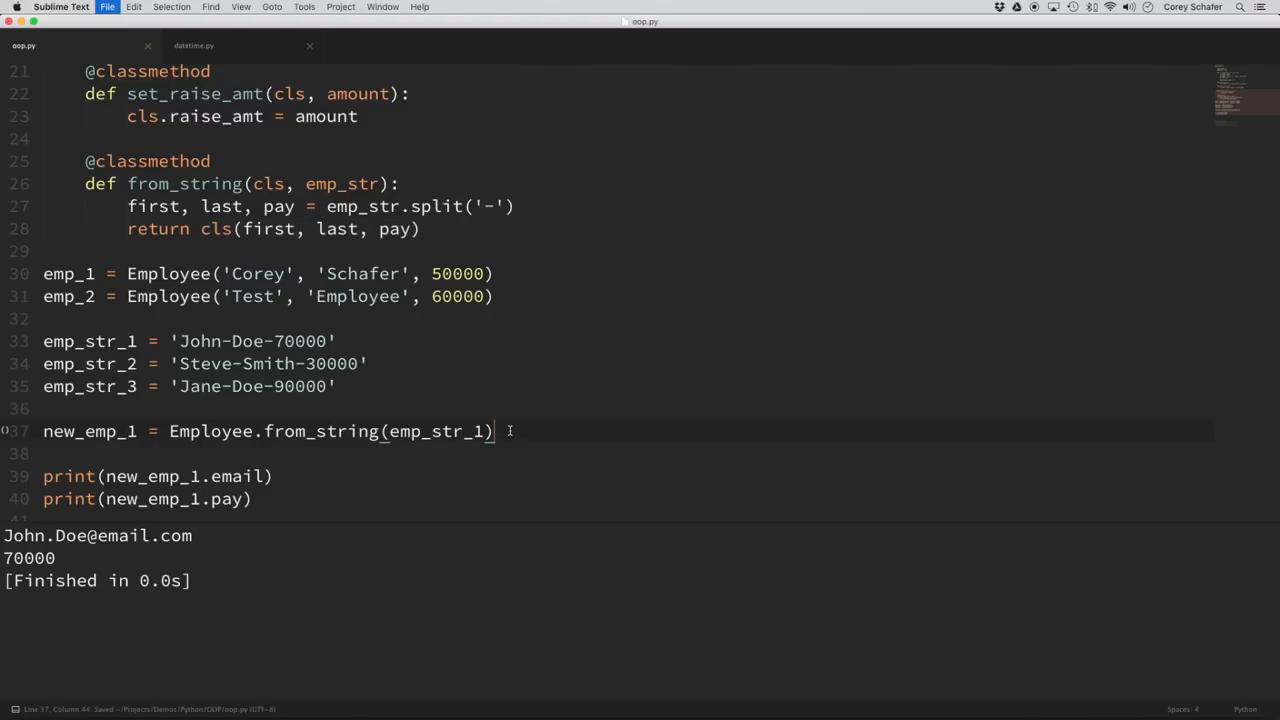 Sublime Text File Edit Selection Find View Goto Tools Project Window Help Corey Schafer
oop.py
oop.py datetime.py
21 @classmethod
22 def set_raise_amt(cls, amount):
23 cls.raise_amt = amount
24
25 @classmethod
26 def from_string(cls, emp_str):
27 first, last, pay = emp_str.split('-')
28 return cls(first, last, pay)
29
30 emp_1 = Employee('Corey', 'Schafer', 50000)
31 emp_2 = Employee('Test', 'Employee', 60000)
32
33 emp_str_1 = 'John-Doe-70000'
34 emp_str_2 = 'Steve-Smith-30000'
35 emp_str_3 = 'Jane-Doe-90000'
36
37 new_emp_1 = Employee.from_string(emp_str_1)
38
39 print(new_emp_1.email)
40 print(new_emp_1.pay)
41
John.Doe@email.com
70000
[Finished in 0.0s]
Line 37, Column 44: Saved ~/Projects/Demos/Python/OOP/oop.py (UTF-8) Spaces: 4 Python